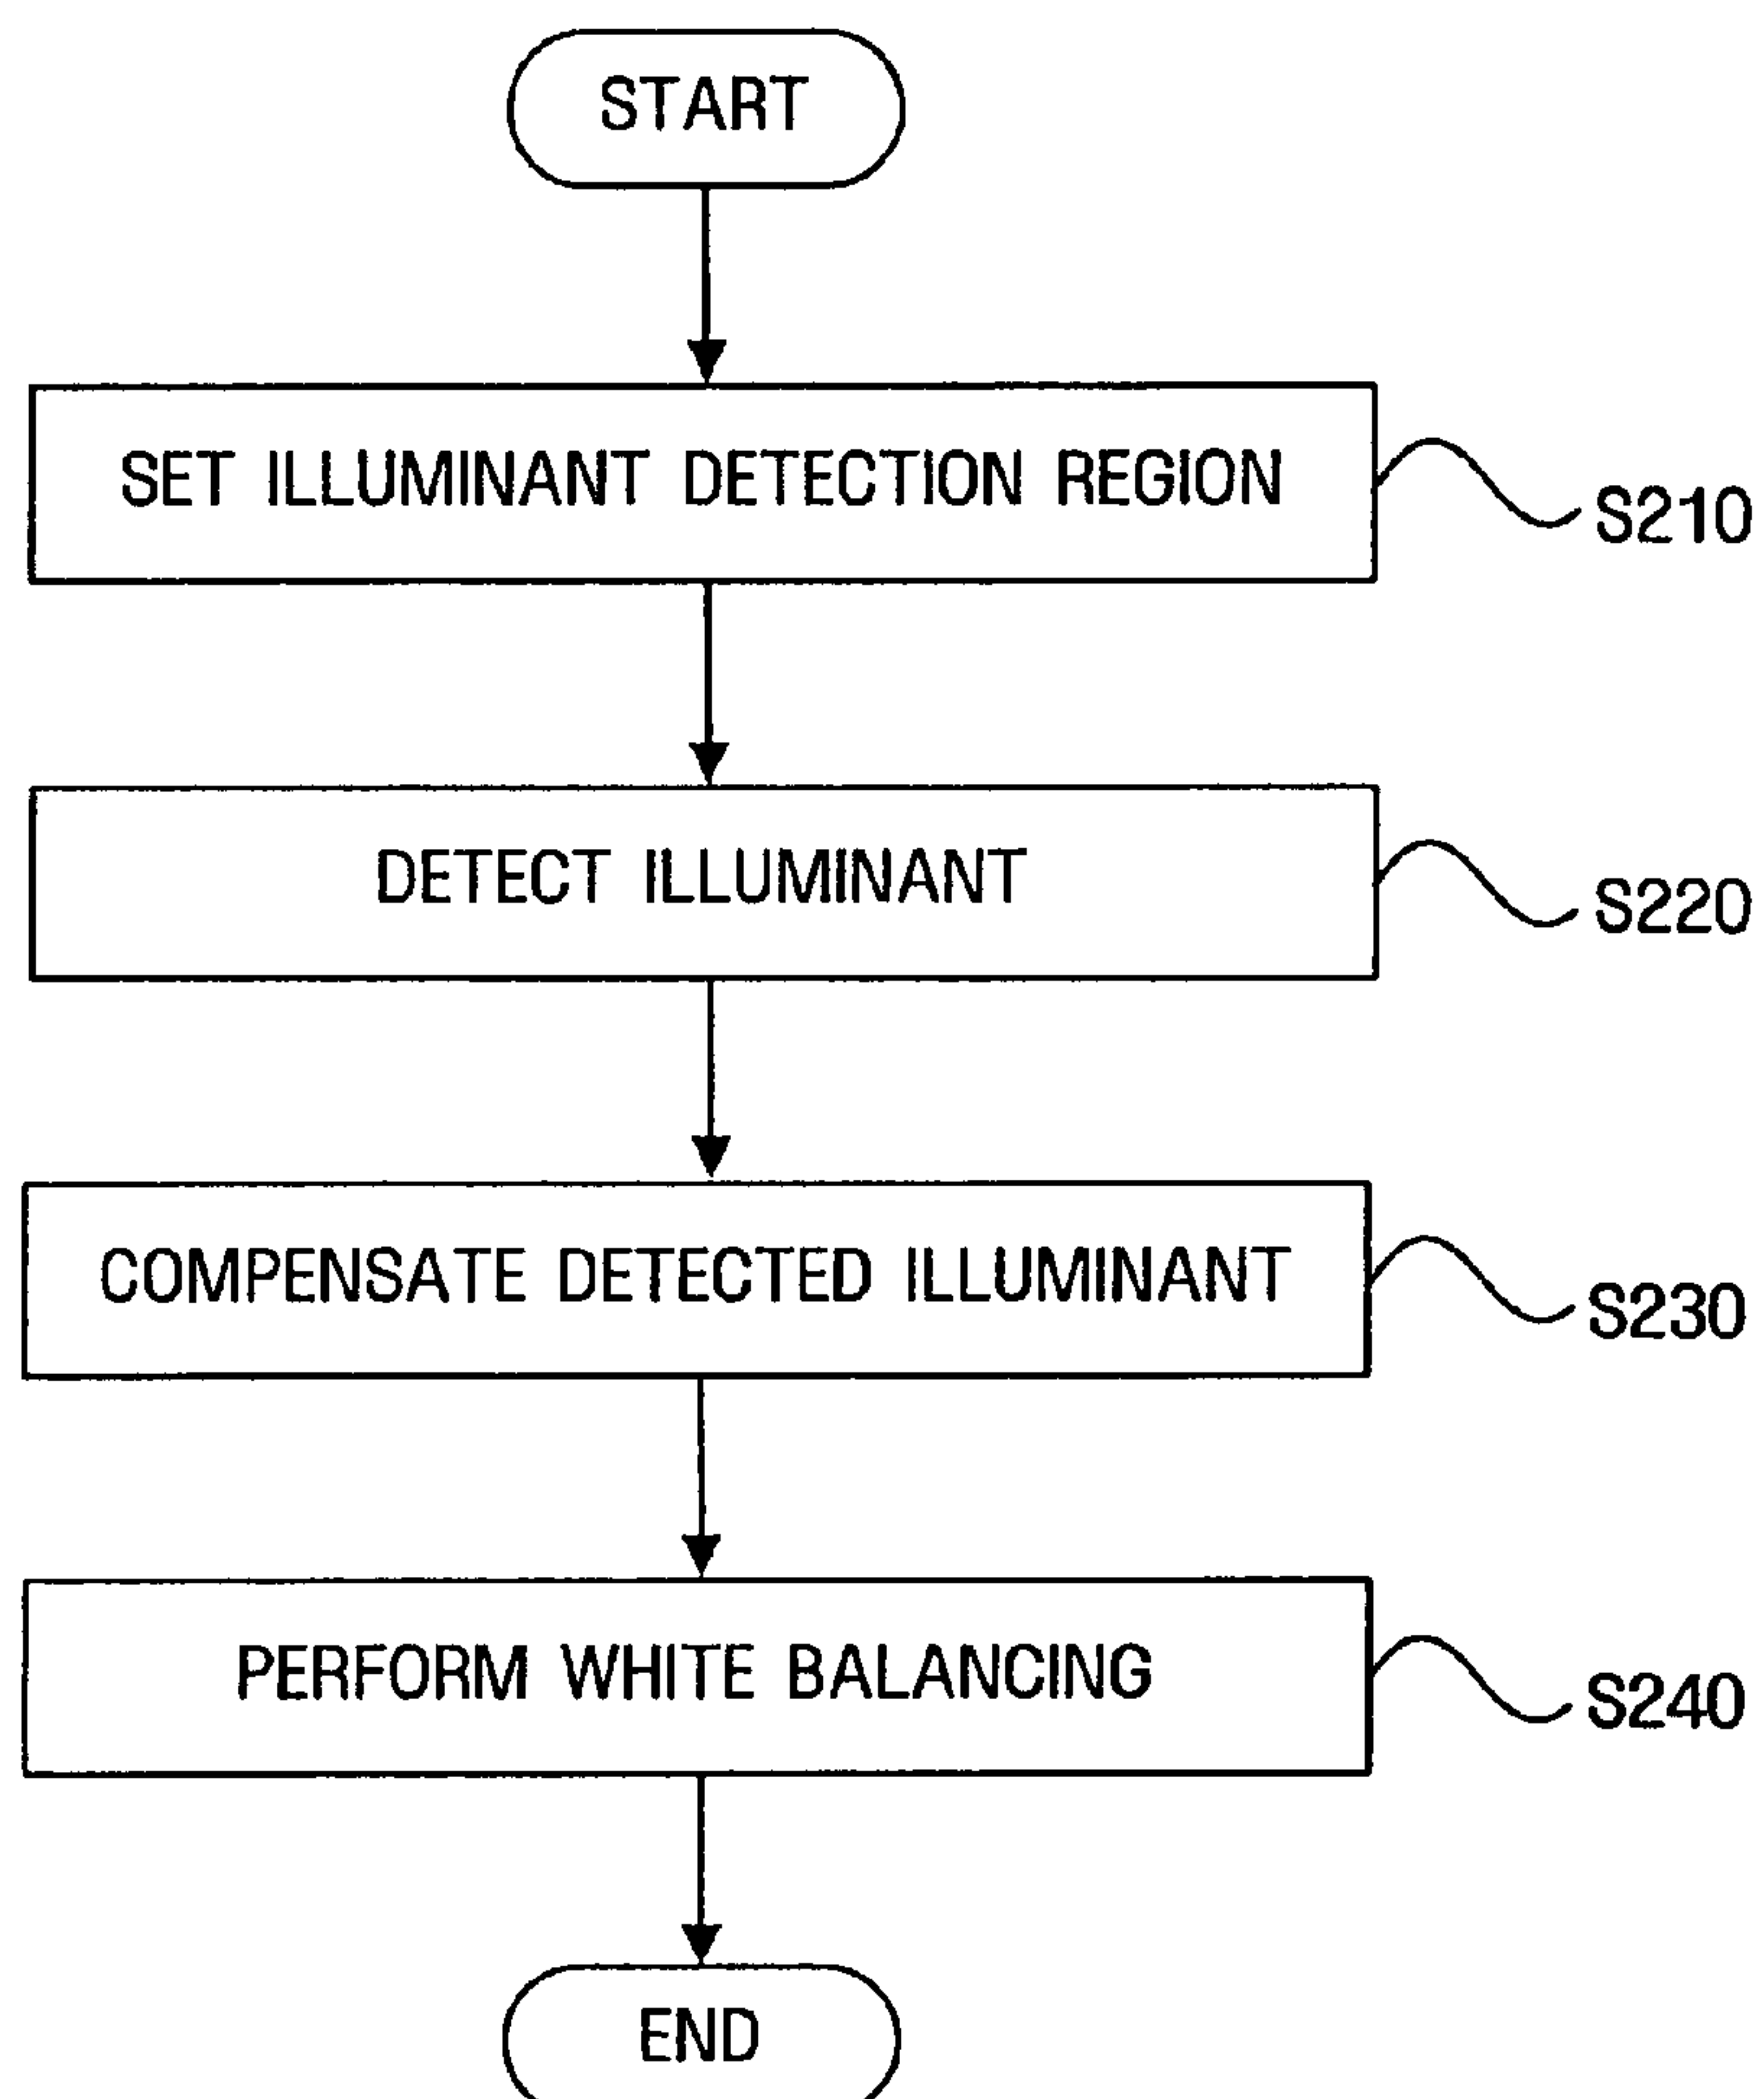 START
SET ILLUMINANT DETECTION REGION
S210
DETECT ILLUMINANT
S220
COMPENSATE DETECTED ILLUMINANT
S230
PERFORM WHITE BALANCING
S240
END